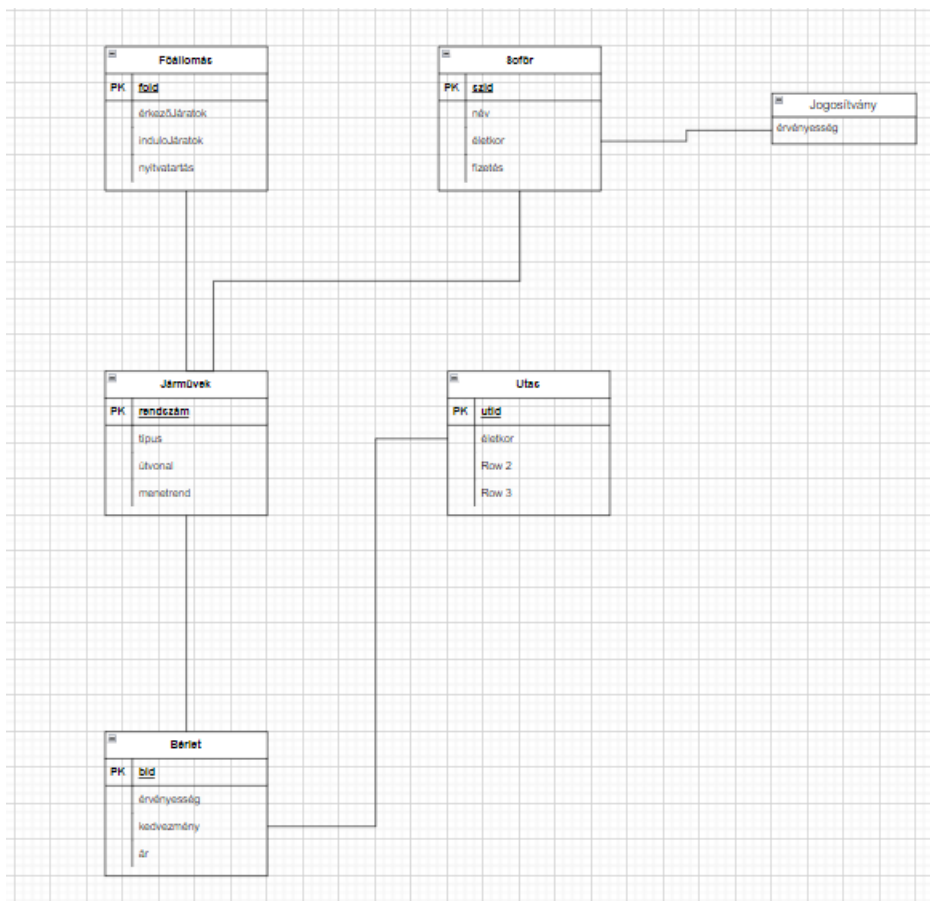 Főállomás
PK foid
érkezőJáratok
induloJáratok
nyitvatartás
Sofőr
PK szid
név
életkor
fizetés
Jogosítvány
érvényesség
Járművek
PK rendszám
típus
útvonal
menetrend
Utas
PK utid
életkor
Row 2
Row 3
Bérlet
PK bid
érvényesség
kedvezmény
ár